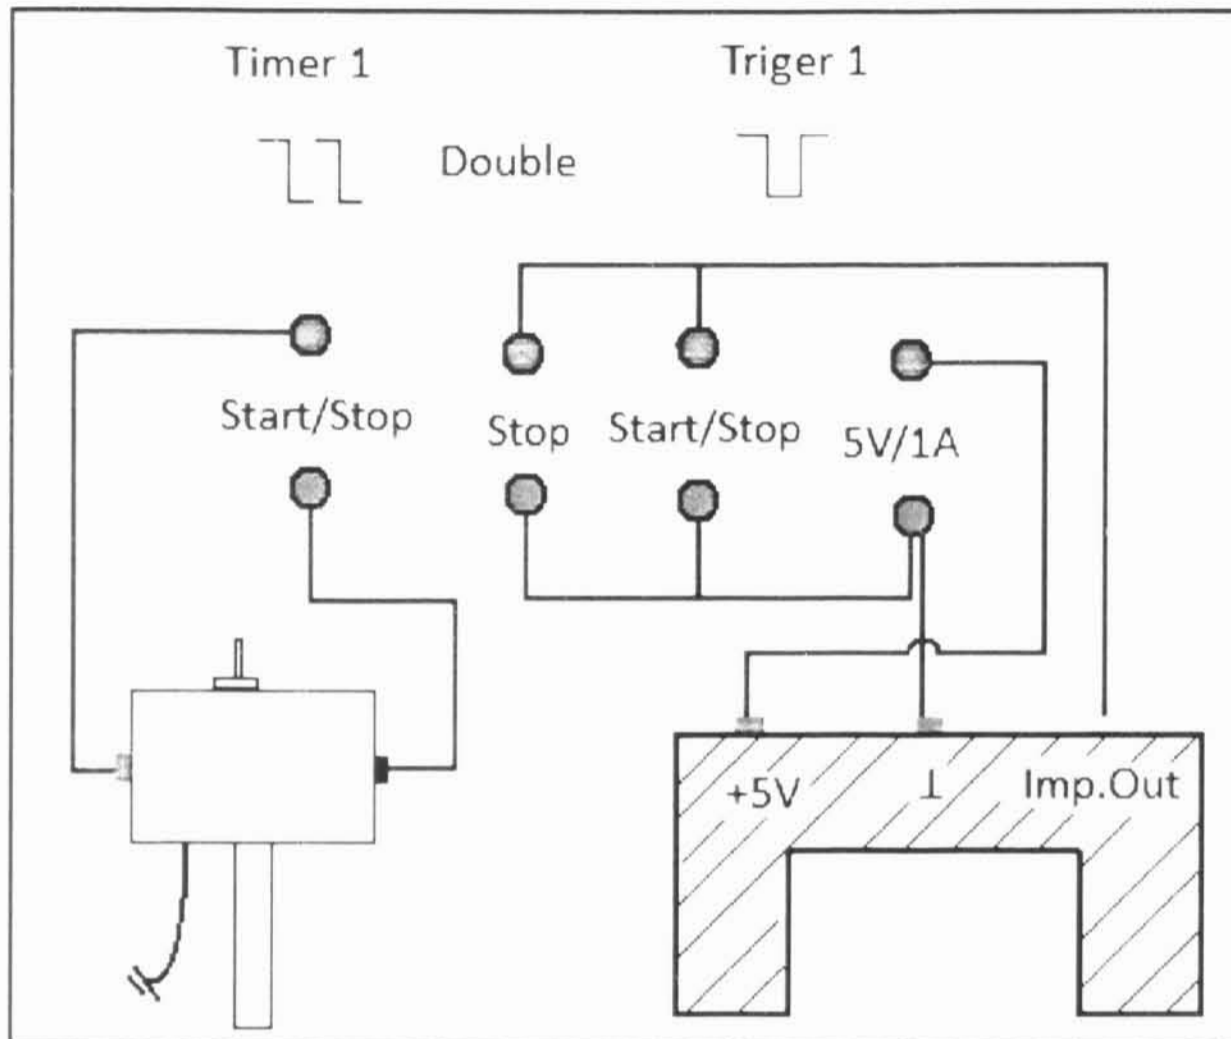 Timer 1
Triger 1
Double
Start/Stop
Stop
Start/Stop
5V/1A
+5V
⊥
Imp.Out